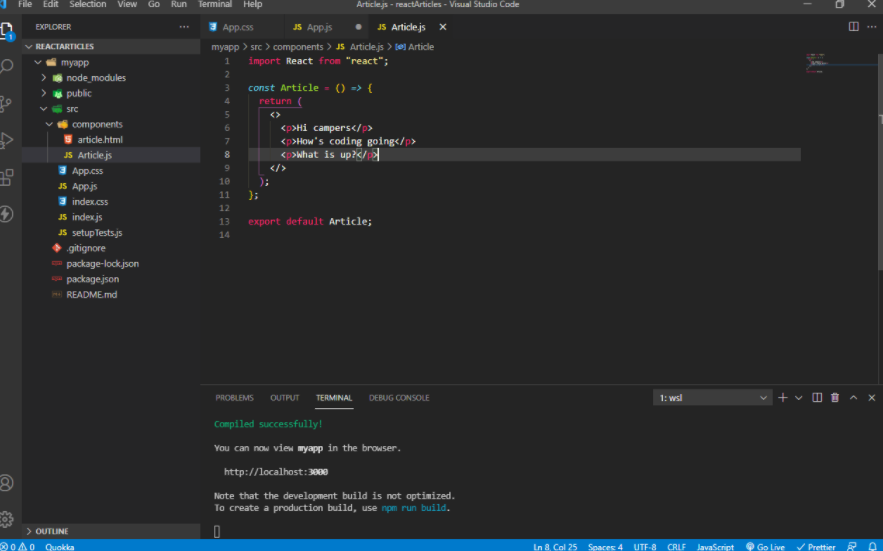 File Edit Selection View Go Run Terminal Help Article.js - reactArticles - Visual Studio Code
EXPLORER
App.css JS App.js JS Article.js
REACTARTICLES
myapp > src > components > JS Article.js > Article
myapp
node_modules
public
src
components
article.html
JS Article.js
App.css
JS App.js
index.css
JS index.js
JS setupTests.js
.gitignore
package-lock.json
package.json
README.md
OUTLINE
1 import React from "react";
2
3 const Article = () => {
4 return (
5 <>
6 <p>Hi campers</p>
7 <p>How's coding going</p>
8 <p>What is up?</p>
9 </>
10 );
11 };
12
13 export default Article;
14
PROBLEMS OUTPUT TERMINAL DEBUG CONSOLE 1: wsl
Compiled successfully!
You can now view myapp in the browser.
http://localhost:3000
Note that the development build is not optimized.
To create a production build, use npm run build.
0 0 Quokka Ln 8, Col 25 Spaces: 4 UTF-8 CRLF JavaScript Go Live Prettier